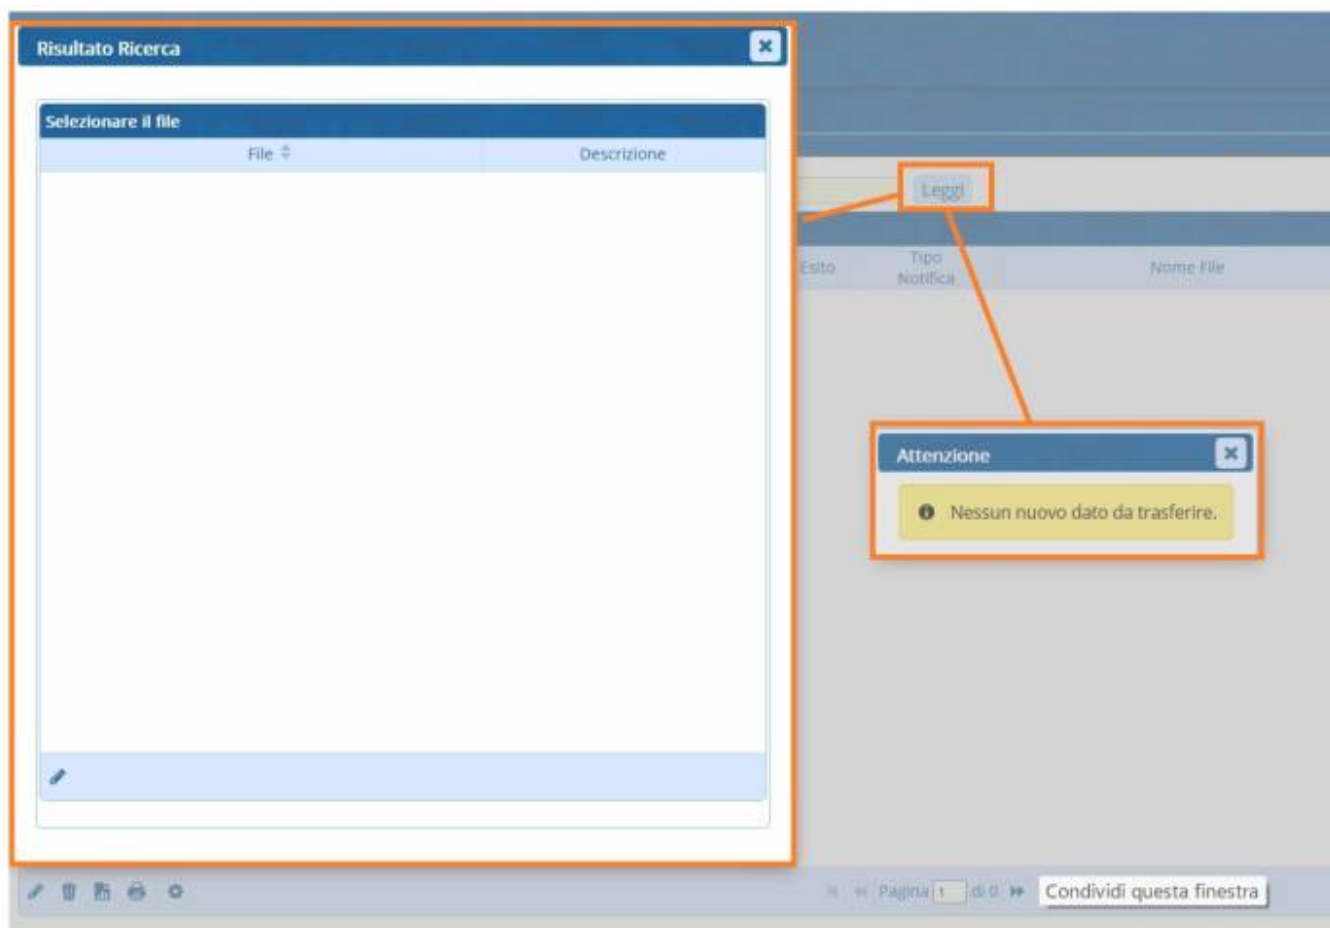 Risultato Ricerca
Selezionare il file
File
Descrizione
Leggi
Esito
Tipo
Notifica
Nome File
Attenzione
Nessun nuovo dato da trasferire.
Pagina 1 di 0
Condividi questa finestra